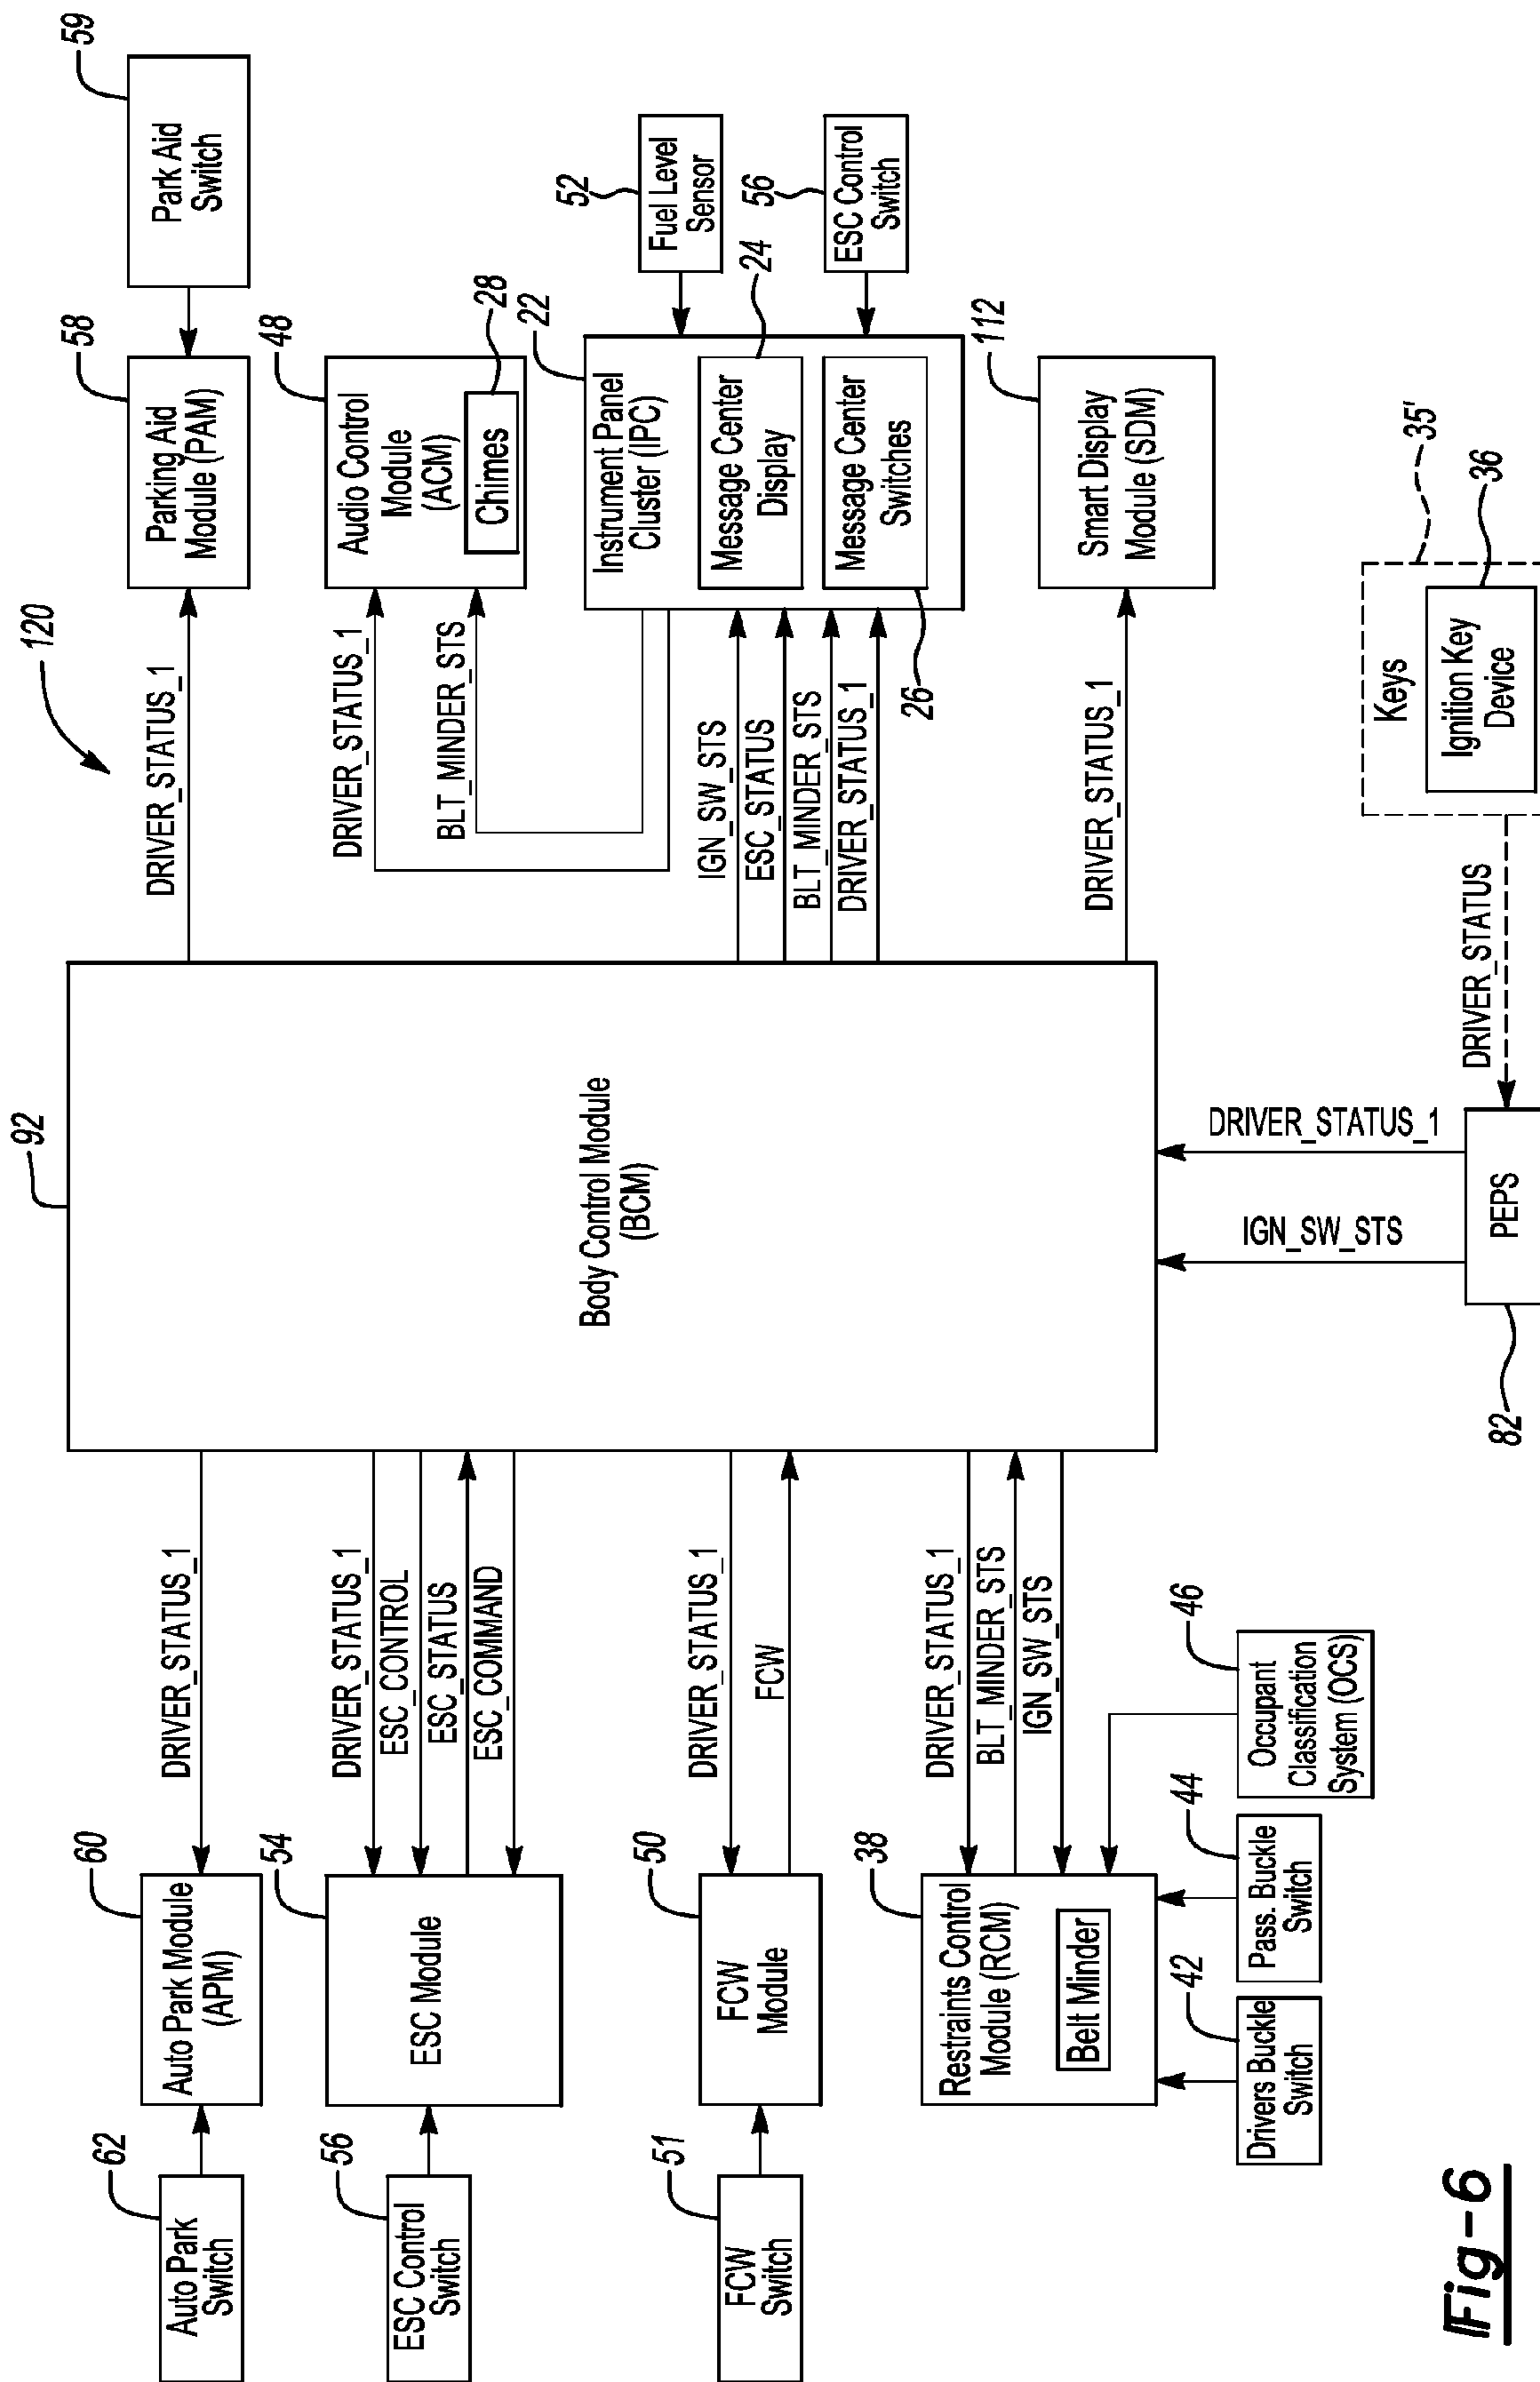 62
Auto Park
Switch
60
Auto Park Module
(APM)
DRIVER_STATUS_1
56
ESC Control
Switch
54
ESC Module
DRIVER_STATUS_1
ESC_CONTROL
ESC_STATUS
ESC_COMMAND
51
FCW
Switch
50
FCW
Module
DRIVER_STATUS_1
FCW
38
Restraints Control
Module (RCM)
Belt Minder
DRIVER_STATUS_1
BLT_MINDER_STS
IGN_SW_STS
42
Drivers Buckle
Switch
44
Pass. Buckle
Switch
46
Occupant
Classification
System (OCS)
92
Body Control Module
(BCM)
120
DRIVER_STATUS_1
58
Parking Aid
Module (PAM)
59
Park Aid
Switch
DRIVER_STATUS_1
BLT_MINDER_STS
48
Audio Control
Module
(ACM)
28
Chimes
IGN_SW_STS
ESC_STATUS
BLT_MINDER_STS
DRIVER_STATUS_1
22
Instrument Panel
Cluster (IPC)
24
Message Center
Display
Message Center
Switches
26
52
Fuel Level
Sensor
56
ESC Control
Switch
DRIVER_STATUS_1
112
Smart Display
Module (SDM)
82
PEPS
IGN_SW_STS
DRIVER_STATUS_1
DRIVER_STATUS
35'
Keys
36
Ignition Key
Device
Fig-6